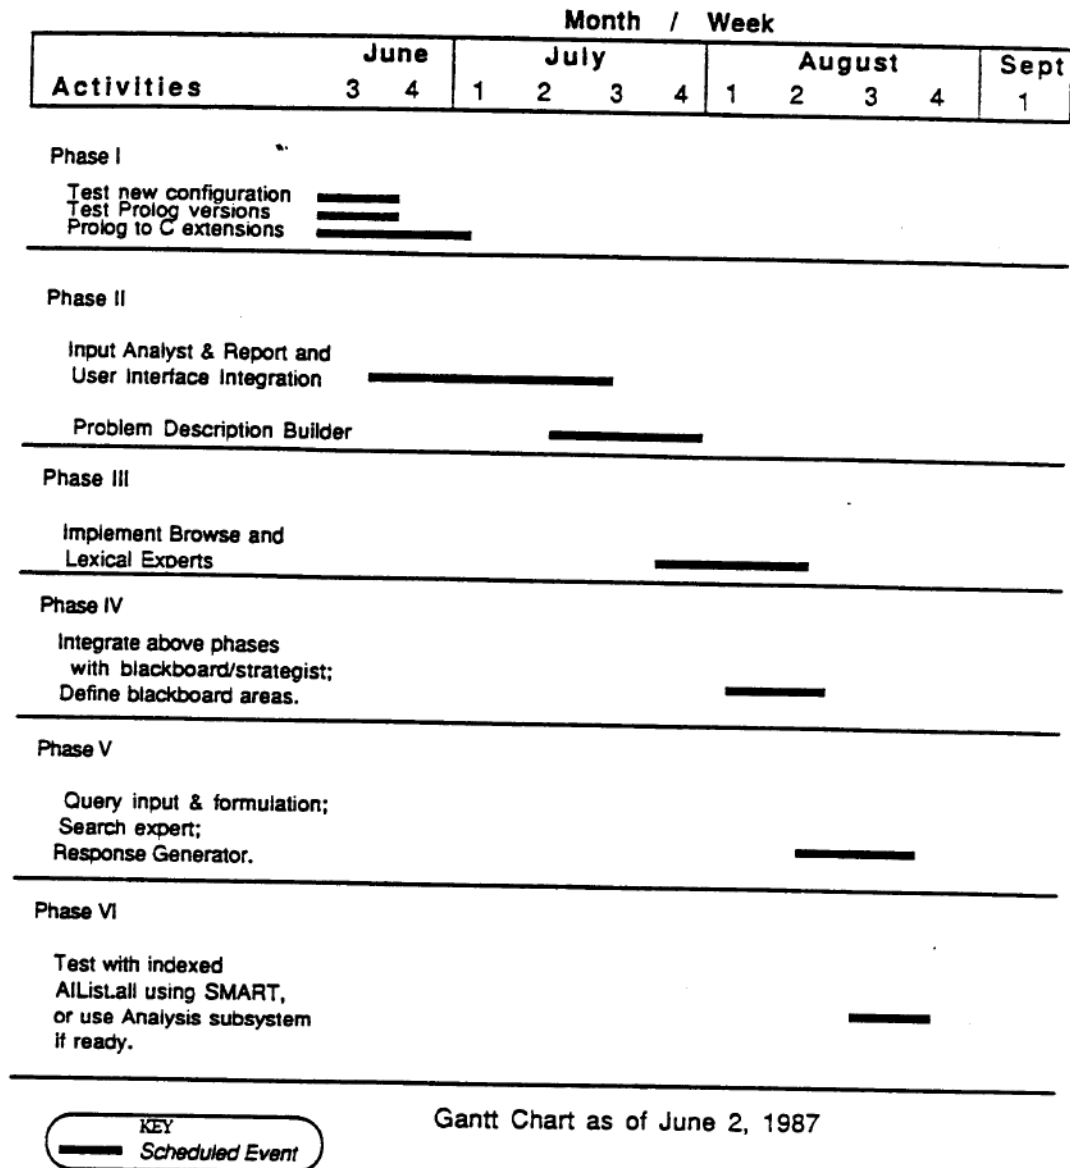 Month / Week
June July August Sept
Activities 3 4 1 2 3 4 1 2 3 4 1
Phase I
Test new configuration
Test Prolog versions
Prolog to C extensions
Phase II
Input Analyst & Report and
User Interface Integration
Problem Description Builder
Phase III
Implement Browse and
Lexical Experts
Phase IV
Integrate above phases
with blackboard/strategist;
Define blackboard areas.
Phase V
Query input & formulation;
Search expert;
Response Generator.
Phase VI
Test with indexed
AIList.all using SMART,
or use Analysis subsystem
if ready.
KEY
Scheduled Event
Gantt Chart as of June 2, 1987